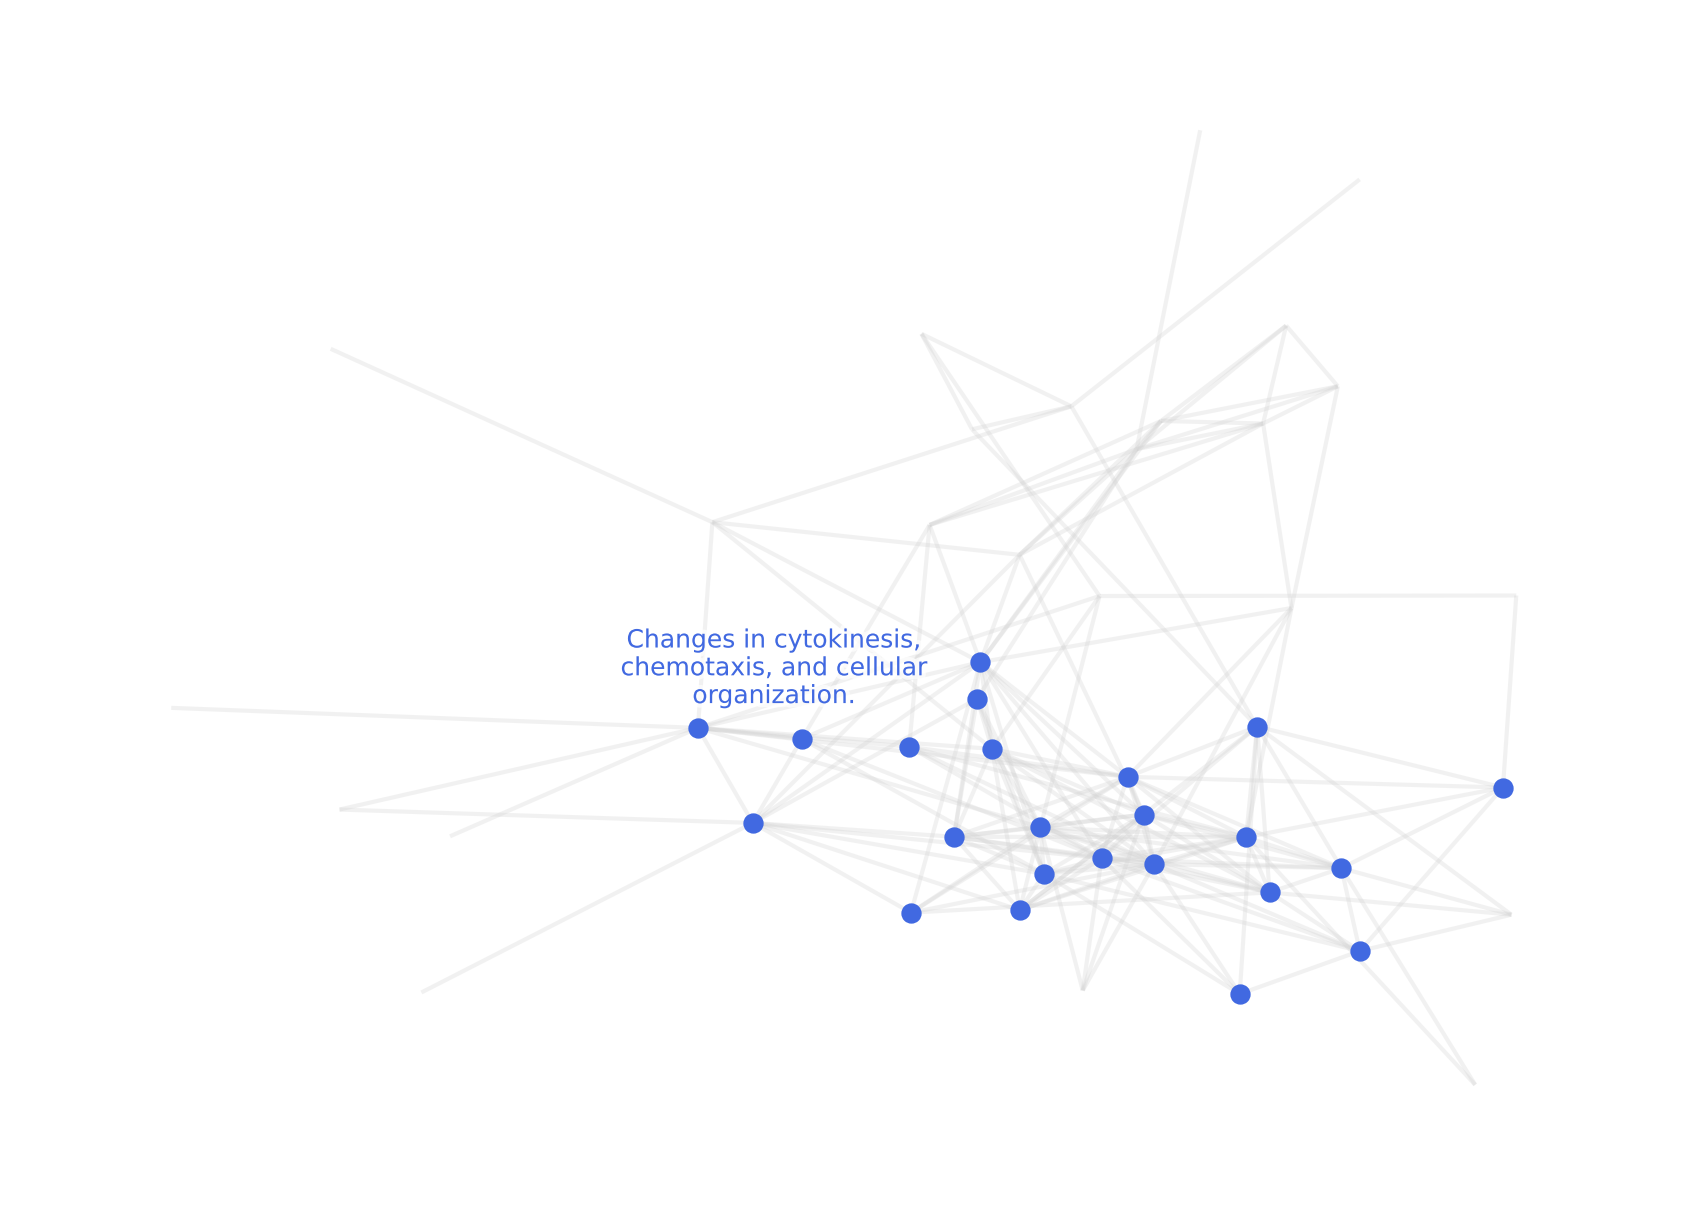 Changes in cytokinesis,
chemotaxis, and cellular
organization.